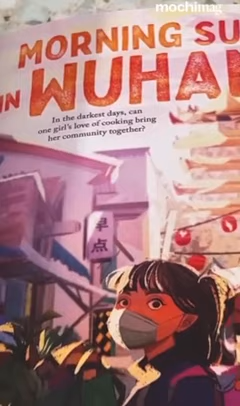 mochimag
MORNING SU
IN WUHA
In the darkest days, can
one girl's love of cooking bring
her community together?
早
点